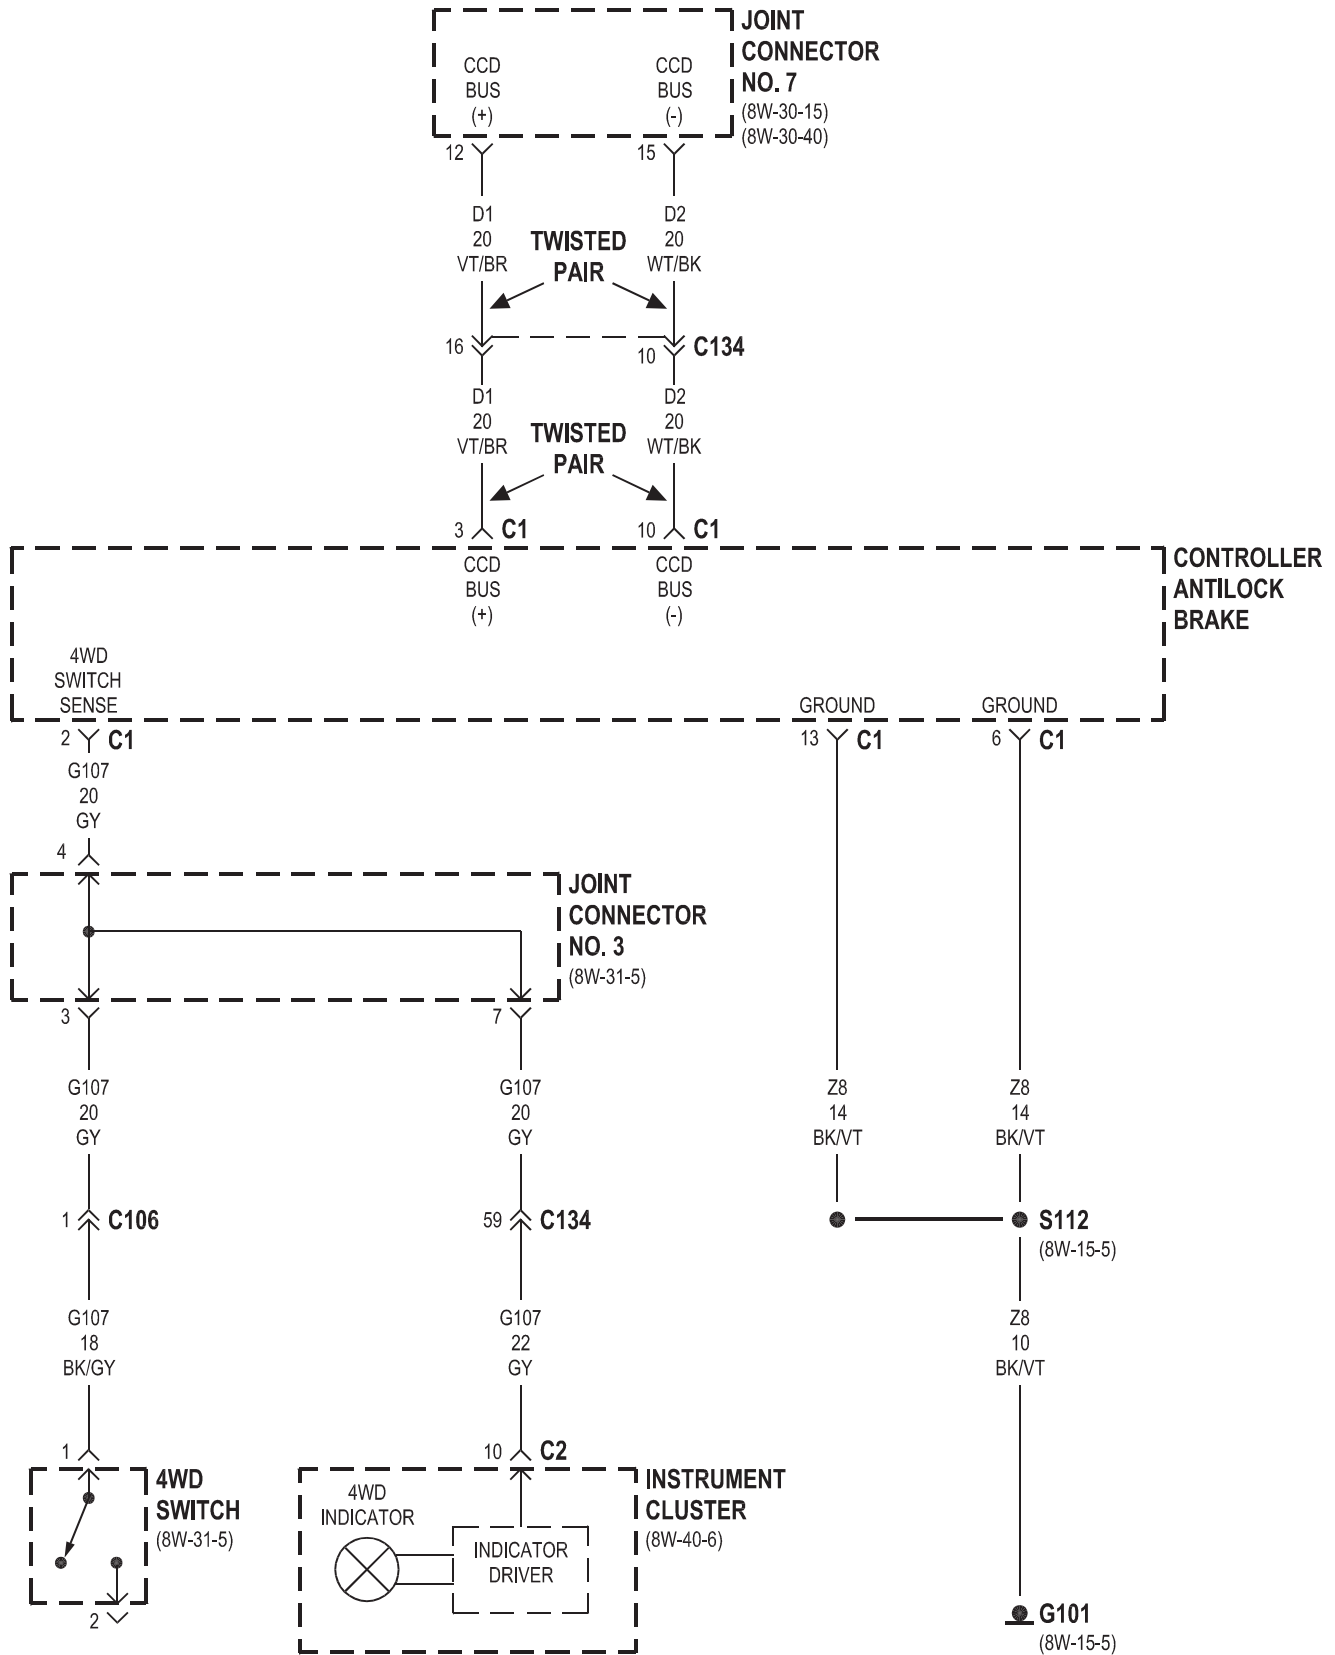 JOINT
CONNECTOR
NO. 7
(8W-30-15)
(8W-30-40)
CCD
BUS
(+)
CCD
BUS
(-)
12
15
D1
20
VT/BR
TWISTED
PAIR
D2
20
WT/BK
16
10
C134
D1
20
VT/BR
TWISTED
PAIR
D2
20
WT/BK
3
C1
10
C1
CCD
BUS
(+)
CCD
BUS
(-)
CONTROLLER
ANTILOCK
BRAKE
4WD
SWITCH
SENSE
GROUND
GROUND
2
C1
13
C1
6
C1
G107
20
GY
4
JOINT
CONNECTOR
NO. 3
(8W-31-5)
3
7
G107
20
GY
G107
20
GY
Z8
14
BK/VT
Z8
14
BK/VT
1
C106
59
C134
S112
(8W-15-5)
G107
18
BK/GY
G107
22
GY
Z8
10
BK/VT
1
10
C2
4WD
SWITCH
(8W-31-5)
4WD
INDICATOR
INDICATOR
DRIVER
INSTRUMENT
CLUSTER
(8W-40-6)
2
G101
(8W-15-5)